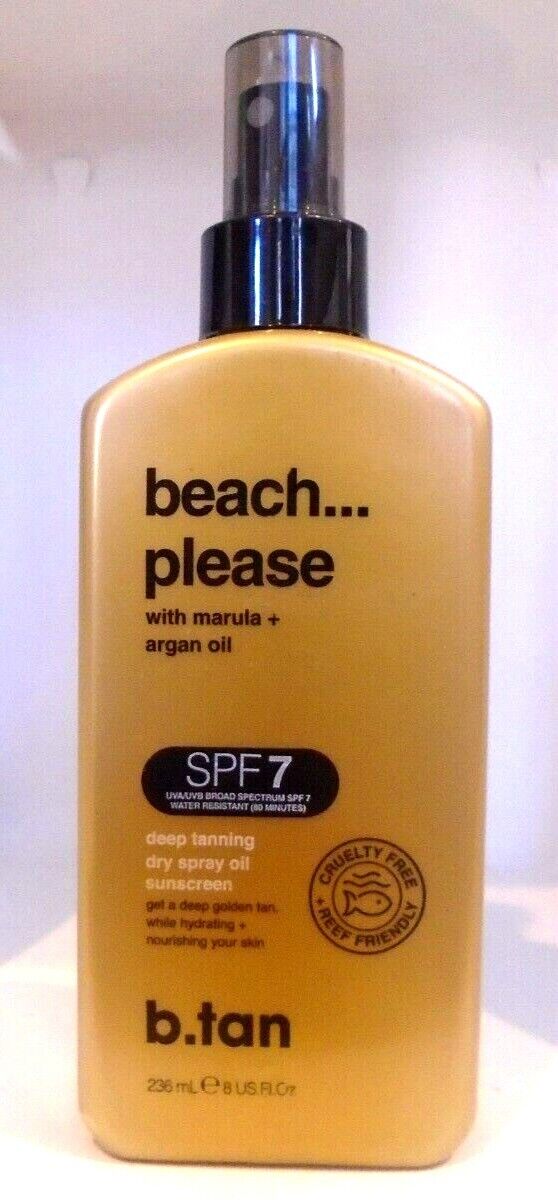 beach...
please
with marula +
argan oil
SPF 7
UVA/UVB BROAD SPECTRUM SPF 7
WATER RESISTANT (80 MINUTES)
deep tanning
dry spray oil
sunscreen
get a deep golden tan,
while hydrating +
nourishing your skin
CRUELTY FREE
+ REEF FRIENDLY
b.tan
236 mL ℮ 8 US.Fl.Oz